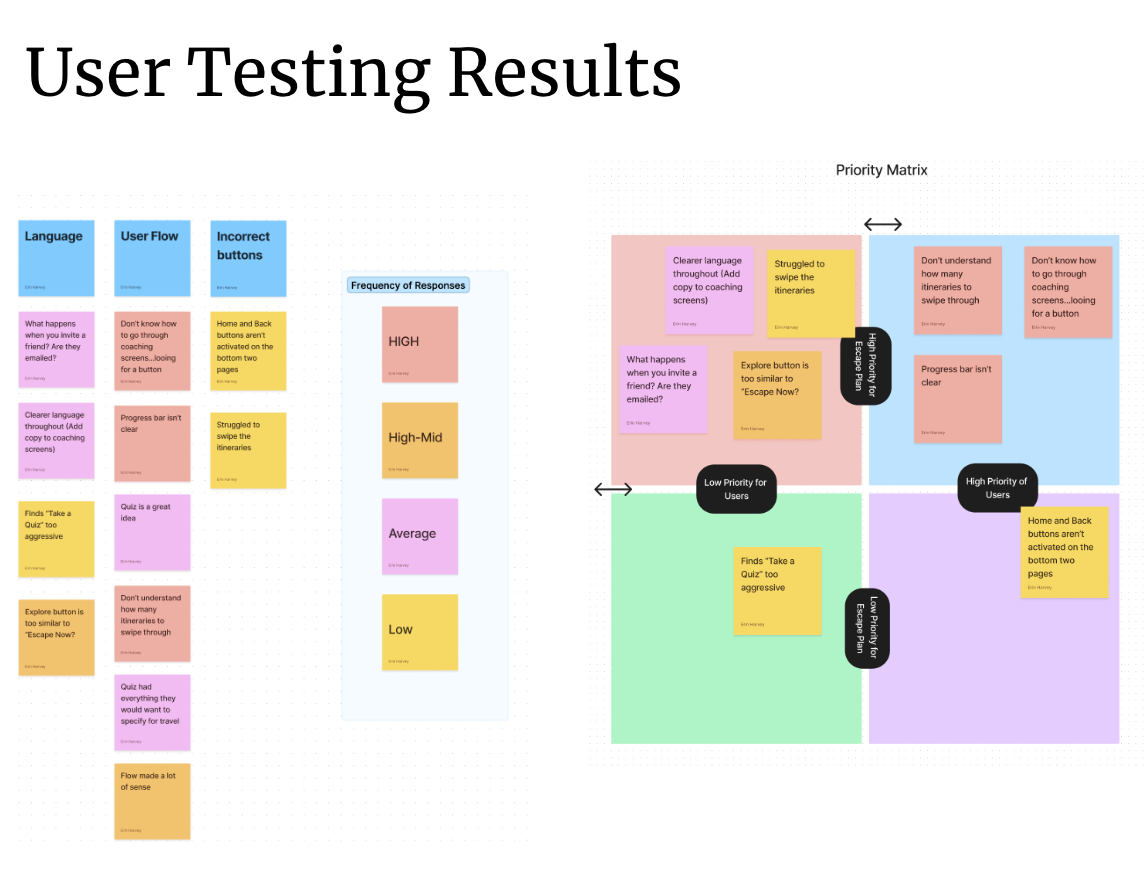 User Testing Results
Language
Erin Harvey
What happens
when you invite a
friend? Are they
emailed?
Erin Harvey
Clearer language
throughout (Add
copy to coaching
screens)
Erin Harvey
Finds "Take a
Quiz" too
aggressive
Erin Harvey
Explore button is
too similar to
"Escape Now?
Erin Harvey
User Flow
Erin Harvey
Don't know how
to go through
coaching
screens...looing
for a button
Erin Harvey
Progress bar isn't
clear
Erin Harvey
Quiz is a great
idea
Erin Harvey
Don't understand
how many
itineraries to
swipe through
Erin Harvey
Quiz had
everything they
would want to
specify for travel
Erin Harvey
Flow made a lot
of sense
Erin Harvey
Incorrect
buttons
Erin Harvey
Home and Back
buttons aren't
activated on the
bottom two
pages
Erin Harvey
Struggled to
swipe the
itineraries
Erin Harvey
Frequency of Responses
HIGH
Erin Harvey
High-Mid
Erin Harvey
Average
Erin Harvey
Low
Erin Harvey
Priority Matrix
Clearer language
throughout (Add
copy to coaching
screens)
Erin Harvey
Struggled to
swipe the
itineraries
Erin Harvey
What happens
when you invite a
friend? Are they
emailed?
Erin Harvey
Explore button is
too similar to
"Escape Now?
Erin Harvey
High Priority for
Escape Plan
Don't understand
how many
itineraries to
swipe through
Erin Harvey
Don't know how
to go through
coaching
screens...looing
for a button
Erin Harvey
Progress bar isn't
clear
Erin Harvey
Low Priority for
Users
High Priority of
Users
Finds "Take a
Quiz" too
aggressive
Erin Harvey
Low Priority for
Escape Plan
Home and Back
buttons aren't
activated on the
bottom two
pages
Erin Harvey